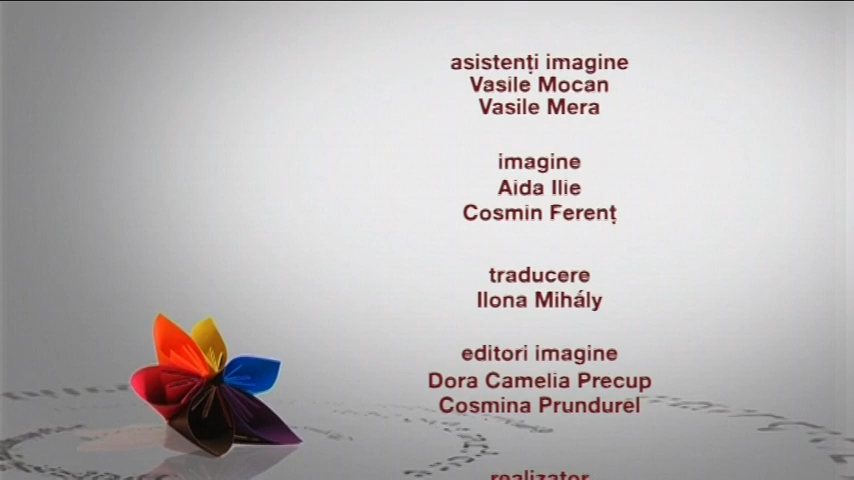 asistenți imagine
Vasile Mocan
Vasile Mera
imagine
Aida Ilie
Cosmin Ferenț
traducere
Ilona Mihály
editori imagine
Dora Camelia Precup
Cosmina Prundurel
realizator